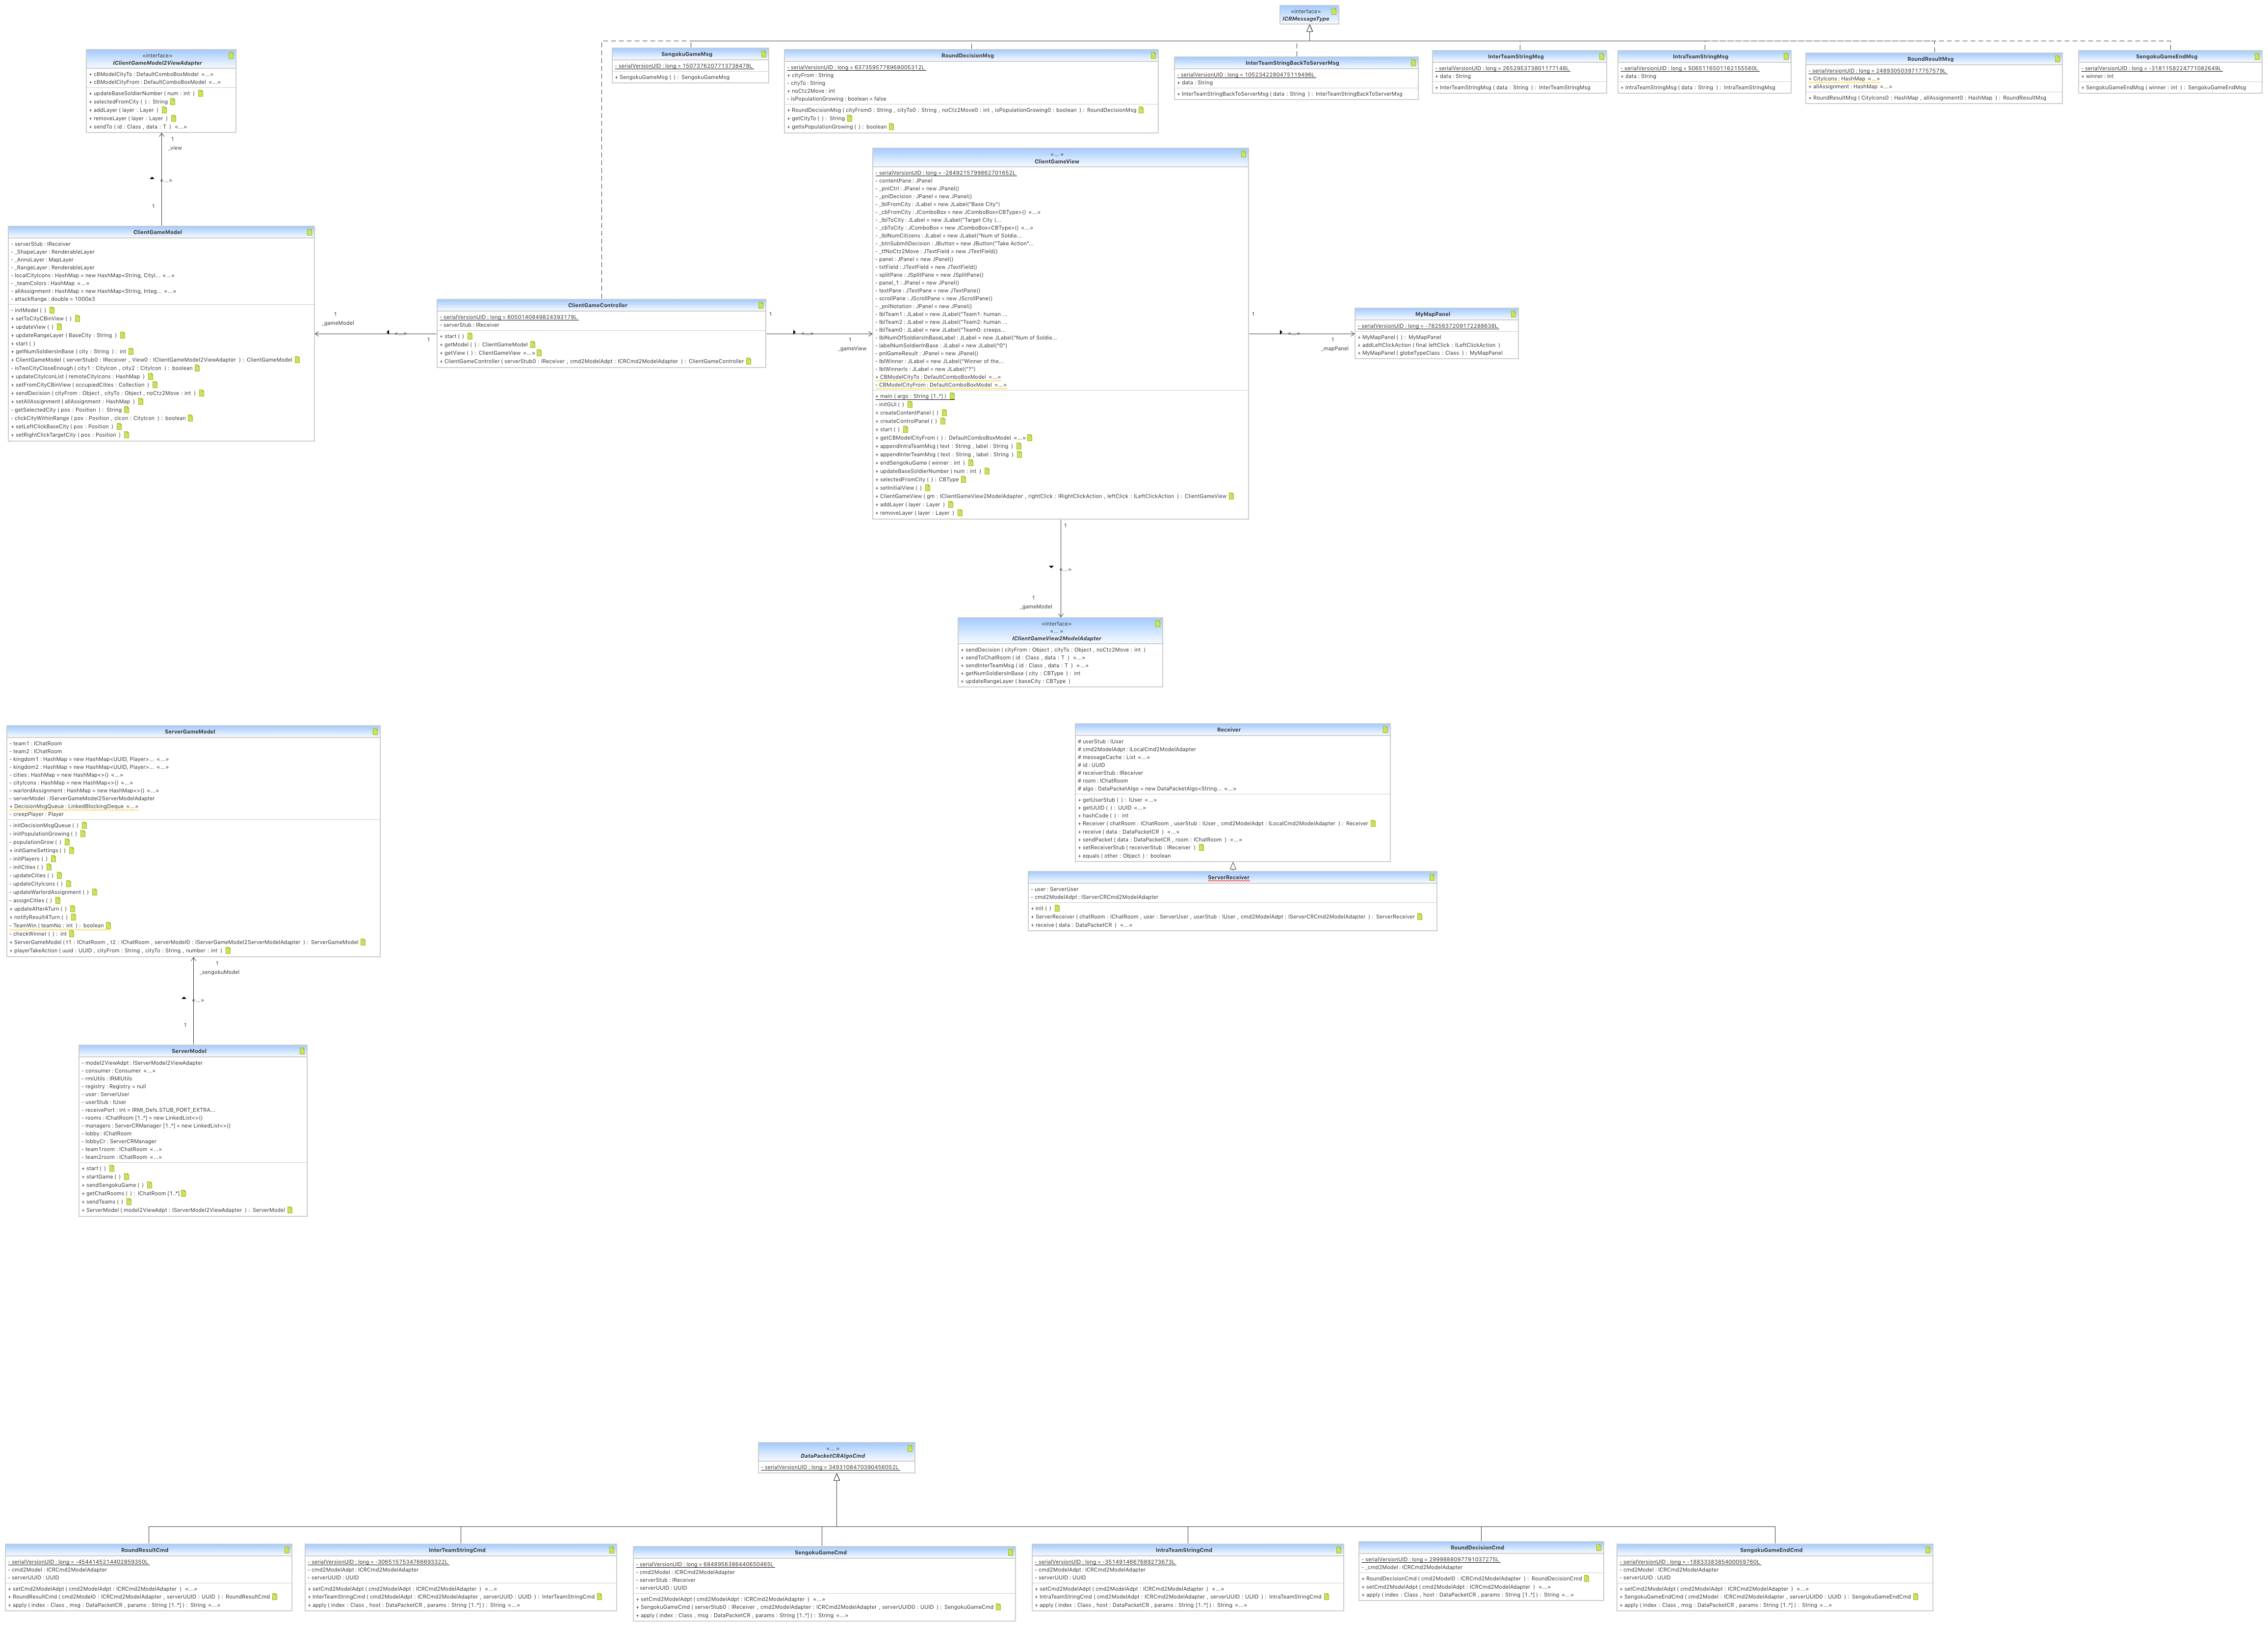 «interface»
ICRMessageType
«interface»
IClientGameModel2ViewAdapter
+ cBModelCityTo : DefaultComboBoxModel «...»
+ cBModelCityFrom : DefaultComboBoxModel «...»
+ updateBaseSoldierNumber ( num : int )
+ selectedFromCity ( ) : String
+ addLayer ( layer : Layer )
+ removeLayer ( layer : Layer )
+ sendTo ( id : Class , data : T ) «...»
SengokuGameMsg
- serialVersionUID : long = 1507376207713738478L
+ SengokuGameMsg ( ) : SengokuGameMsg
RoundDecisionMsg
- serialVersionUID : long = 6373595778968005312L
+ cityFrom : String
- cityTo : String
+ noCtz2Move : int
- isPopulationGrowing : boolean = false
+ RoundDecisionMsg ( cityFrom0 : String , cityTo0 : String , noCtz2Move0 : int , isPopulationGrowing0 : boolean ) : RoundDecisionMsg
+ getCityTo ( ) : String
+ getIsPopulationGrowing ( ) : boolean
InterTeamStringBackToServerMsg
- serialVersionUID : long = 1052342280475119496L
+ data : String
+ InterTeamStringBackToServerMsg ( data : String ) : InterTeamStringBackToServerMsg
InterTeamStringMsg
- serialVersionUID : long = 265295373801177148L
+ data : String
+ InterTeamStringMsg ( data : String ) : InterTeamStringMsg
IntraTeamStringMsg
- serialVersionUID : long = 5065116501162155560L
+ data : String
+ IntraTeamStringMsg ( data : String ) : IntraTeamStringMsg
RoundResultMsg
- serialVersionUID : long = 2489305039717757579L
+ CityIcons : HashMap «...»
+ allAssignment : HashMap «...»
+ RoundResultMsg ( CityIcons0 : HashMap , allAssignment0 : HashMap ) : RoundResultMsg
SengokuGameEndMsg
- serialVersionUID : long = -3181158224771082649L
+ winner : int
+ SengokuGameEndMsg ( winner : int ) : SengokuGameEndMsg
1
_view
«...»
1
ClientGameModel
- serverStub : IReceiver
- _ShapeLayer : RenderableLayer
- _AnnoLayer : MapLayer
- _RangeLayer : RenderableLayer
- localCityIcons : HashMap = new HashMap<String, CityI... «...»
- _teamColors : HashMap «...»
- allAssignment : HashMap = new HashMap<String, Integ... «...»
- attackRange : double = 1000e3
- initModel ( )
+ setToCityCBinView ( )
+ updateView ( )
+ updateRangeLayer ( BaseCity : String )
+ start ( )
+ getNumSoldiersInBase ( city : String ) : int
+ ClientGameModel ( serverStub0 : IReceiver , View0 : IClientGameModel2ViewAdapter ) : ClientGameModel
- isTwoCityCloseEnough ( city1 : CityIcon , city2 : CityIcon ) : boolean
+ updateCityIconList ( remoteCityIcons : HashMap )
+ setFromCityCBinView ( occupiedCities : Collection )
+ sendDecision ( cityFrom : Object , cityTo : Object , noCtz2Move : int )
+ setAllAssignment ( allAssignment : HashMap )
- getSelectedCity ( pos : Position ) : String
- clickCityWithinRange ( pos : Position , cIcon : CityIcon ) : boolean
+ setLeftClickBaseCity ( pos : Position )
+ setRightClickTargetCity ( pos : Position )
1
_gameModel
«...»
1
ClientGameController
- serialVersionUID : long = 6050140849824393178L
- serverStub : IReceiver
+ start ( )
+ getModel ( ) : ClientGameModel
+ getView ( ) : ClientGameView «...»
+ ClientGameController ( serverStub0 : IReceiver , cmd2ModelAdpt : ICRCmd2ModelAdapter ) : ClientGameController
1
«...»
1
_gameView
«... »
ClientGameView
- serialVersionUID : long = -2849215799862701652L
- contentPane : JPanel
- _pnlCtrl : JPanel = new JPanel()
- _pnlDecision : JPanel = new JPanel()
- _lblFromCity : JLabel = new JLabel("Base City")
- _cbFromCity : JComboBox = new JComboBox<CBType>() «...»
- _lblToCity : JLabel = new JLabel("Target City (...
- _cbToCity : JComboBox = new JComboBox<CBType>() «...»
- _lblNumCitizens : JLabel = new JLabel("Num of Soldie...
- _btnSubmitDecision : JButton = new JButton("Take Action"...
- _tfNoCtz2Move : JTextField = new JTextField()
- panel : JPanel = new JPanel()
- txtField : JTextField = new JTextField()
- splitPane : JSplitPane = new JSplitPane()
- panel_1 : JPanel = new JPanel()
- textPane : JTextPane = new JTextPane()
- scrollPane : JScrollPane = new JScrollPane()
- _pnlNotation : JPanel = new JPanel()
- lblTeam1 : JLabel = new JLabel("Team1: human ...
- lblTeam2 : JLabel = new JLabel("Team2: human ...
- lblTeam0 : JLabel = new JLabel("Team0: creeps...
- lblNumOfSoldiersInBaseLabel : JLabel = new JLabel("Num of Soldie...
- labelNumSoldierInBase : JLabel = new JLabel("0")
- pnlGameResult : JPanel = new JPanel()
- lblWinner : JLabel = new JLabel("Winner of the...
- lblWinnerIs : JLabel = new JLabel("?")
+ CBModelCityTo : DefaultComboBoxModel «...»
- CBModelCityFrom : DefaultComboBoxModel «...»
+ main ( args : String [1..*] )
- initGUI ( )
+ createContentPanel ( )
+ createControlPanel ( )
+ start ( )
+ getCBModelCityFrom ( ) : DefaultComboBoxModel «...»
+ appendIntraTeamMsg ( text : String , label : String )
+ appendInterTeamMsg ( text : String , label : String )
+ endSengokuGame ( winner : int )
+ updateBaseSoldierNumber ( num : int )
+ selectedFromCity ( ) : CBType
+ setInitialView ( )
+ ClientGameView ( gm : IClientGameView2ModelAdapter , rightClick : IRightClickAction , leftClick : ILeftClickAction ) : ClientGameView
+ addLayer ( layer : Layer )
+ removeLayer ( layer : Layer )
1
«...»
1
_mapPanel
MyMapPanel
- serialVersionUID : long = -7825637209172288638L
+ MyMapPanel ( ) : MyMapPanel
+ addLeftClickAction ( final leftClick : ILeftClickAction )
+ MyMapPanel ( globeTypeClass : Class ) : MyMapPanel
1
«...»
1
_gameModel
«interface»
«... »
IClientGameView2ModelAdapter
+ sendDecision ( cityFrom : Object , cityTo : Object , noCtz2Move : int )
+ sendToChatRoom ( id : Class , data : T ) «...»
+ sendInterTeamMsg ( id : Class , data : T ) «...»
+ getNumSoldiersInBase ( city : CBType ) : int
+ updateRangeLayer ( baseCity : CBType )
ServerGameModel
- team1 : IChatRoom
- team2 : IChatRoom
- kingdom1 : HashMap = new HashMap<UUID, Player>... «...»
- kingdom2 : HashMap = new HashMap<UUID, Player>... «...»
- cities : HashMap = new HashMap<>() «...»
- cityIcons : HashMap = new HashMap<>() «...»
- warlordAssignment : HashMap = new HashMap<>() «...»
- serverModel : IServerGameModel2ServerModelAdapter
+ DecisionMsgQueue : LinkedBlockingDeque «...»
- creepPlayer : Player
- initDecisionMsgQueue ( )
- initPopulationGrowing ( )
- populationGrow ( )
+ initGameSettings ( )
- initPlayers ( )
- initCities ( )
- updateCities ( )
- updateCityIcons ( )
- updateWarlordAssignment ( )
- assignCities ( )
+ updateAfterATurn ( )
+ notifyResult4Turn ( )
- TeamWin ( teamNo : int ) : boolean
- checkWinner ( ) : int
+ ServerGameModel ( t1 : IChatRoom , t2 : IChatRoom , serverModel0 : IServerGameModel2ServerModelAdapter ) : ServerGameModel
+ playerTakeAction ( uuid : UUID , cityFrom : String , cityTo : String , number : int )
1
_sengokuModel
«...»
1
Receiver
# userStub : IUser
# cmd2ModelAdpt : ILocalCmd2ModelAdapter
# messageCache : List «...»
# id : UUID
# receiverStub : IReceiver
# room : IChatRoom
# algo : DataPacketAlgo = new DataPacketAlgo<String... «...»
+ getUserStub ( ) : IUser «...»
+ getUUID ( ) : UUID «...»
+ hashCode ( ) : int
+ Receiver ( chatRoom : IChatRoom , userStub : IUser , cmd2ModelAdpt : ILocalCmd2ModelAdapter ) : Receiver
+ receive ( data : DataPacketCR ) «...»
+ sendPacket ( data : DataPacketCR , room : IChatRoom ) «...»
+ setReceiverStub ( receiverStub : IReceiver )
+ equals ( other : Object ) : boolean
ServerReceiver
- user : ServerUser
- cmd2ModelAdpt : IServerCRCmd2ModelAdapter
+ init ( )
+ ServerReceiver ( chatRoom : IChatRoom , user : ServerUser , userStub : IUser , cmd2ModelAdpt : IServerCRCmd2ModelAdapter ) : ServerReceiver
+ receive ( data : DataPacketCR ) «...»
ServerModel
- model2ViewAdpt : IServerModel2ViewAdapter
- consumer : Consumer «...»
- rmiUtils : IRMIUtils
- registry : Registry = null
- user : ServerUser
- userStub : IUser
- receivePort : int = IRMI_Defs.STUB_PORT_EXTRA...
- rooms : IChatRoom [1..*] = new LinkedList<>()
- managers : ServerCRManager [1..*] = new LinkedList<>()
- lobby : IChatRoom
- lobbyCr : ServerCRManager
- team1room : IChatRoom «...»
- team2room : IChatRoom «...»
+ start ( )
+ startGame ( )
+ sendSengokuGame ( )
+ getChatRooms ( ) : IChatRoom [1..*]
+ sendTeams ( )
+ ServerModel ( model2ViewAdpt : IServerModel2ViewAdapter ) : ServerModel
«... »
DataPacketCRAlgoCmd
- serialVersionUID : long = 3493108470390456052L
RoundResultCmd
- serialVersionUID : long = -4544145214402859350L
- cmd2Model : ICRCmd2ModelAdapter
- serverUUID : UUID
+ setCmd2ModelAdpt ( cmd2ModelAdpt : ICRCmd2ModelAdapter ) «...»
+ RoundResultCmd ( cmd2Model0 : ICRCmd2ModelAdapter , serverUUID : UUID ) : RoundResultCmd
+ apply ( index : Class , msg : DataPacketCR , params : String [1..*] ) : String «...»
InterTeamStringCmd
- serialVersionUID : long = -3065157534766693322L
- cmd2ModelAdpt : ICRCmd2ModelAdapter
- serverUUID : UUID
+ setCmd2ModelAdpt ( cmd2ModelAdpt : ICRCmd2ModelAdapter ) «...»
+ InterTeamStringCmd ( cmd2ModelAdpt : ICRCmd2ModelAdapter , serverUUID : UUID ) : InterTeamStringCmd
+ apply ( index : Class , host : DataPacketCR , params : String [1..*] ) : String «...»
SengokuGameCmd
- serialVersionUID : long = 6848956386440650465L
- cmd2Model : ICRCmd2ModelAdapter
- serverStub : IReceiver
- serverUUID : UUID
+ setCmd2ModelAdpt ( cmd2ModelAdpt : ICRCmd2ModelAdapter ) «...»
+ SengokuGameCmd ( serverStub0 : IReceiver , cmd2ModelAdapter : ICRCmd2ModelAdapter , serverUUID0 : UUID ) : SengokuGameCmd
+ apply ( index : Class , msg : DataPacketCR , params : String [1..*] ) : String «...»
IntraTeamStringCmd
- serialVersionUID : long = -3514914667689273673L
- cmd2ModelAdpt : ICRCmd2ModelAdapter
- serverUUID : UUID
+ setCmd2ModelAdpt ( cmd2ModelAdpt : ICRCmd2ModelAdapter ) «...»
+ IntraTeamStringCmd ( cmd2ModelAdpt : ICRCmd2ModelAdapter , serverUUID : UUID ) : IntraTeamStringCmd
+ apply ( index : Class , host : DataPacketCR , params : String [1..*] ) : String «...»
RoundDecisionCmd
- serialVersionUID : long = 2999888097791037275L
- _cmd2Model : ICRCmd2ModelAdapter
+ RoundDecisionCmd ( cmd2Model0 : ICRCmd2ModelAdapter ) : RoundDecisionCmd
+ setCmd2ModelAdpt ( cmd2ModelAdpt : ICRCmd2ModelAdapter ) «...»
+ apply ( index : Class , host : DataPacketCR , params : String [1..*] ) : String «...»
SengokuGameEndCmd
- serialVersionUID : long = -1883338385400059760L
- cmd2Model : ICRCmd2ModelAdapter
- serverUUID : UUID
+ setCmd2ModelAdpt ( cmd2ModelAdpt : ICRCmd2ModelAdapter ) «...»
+ SengokuGameEndCmd ( cmd2Model : ICRCmd2ModelAdapter , serverUUID0 : UUID ) : SengokuGameEndCmd
+ apply ( index : Class , msg : DataPacketCR , params : String [1..*] ) : String «...»